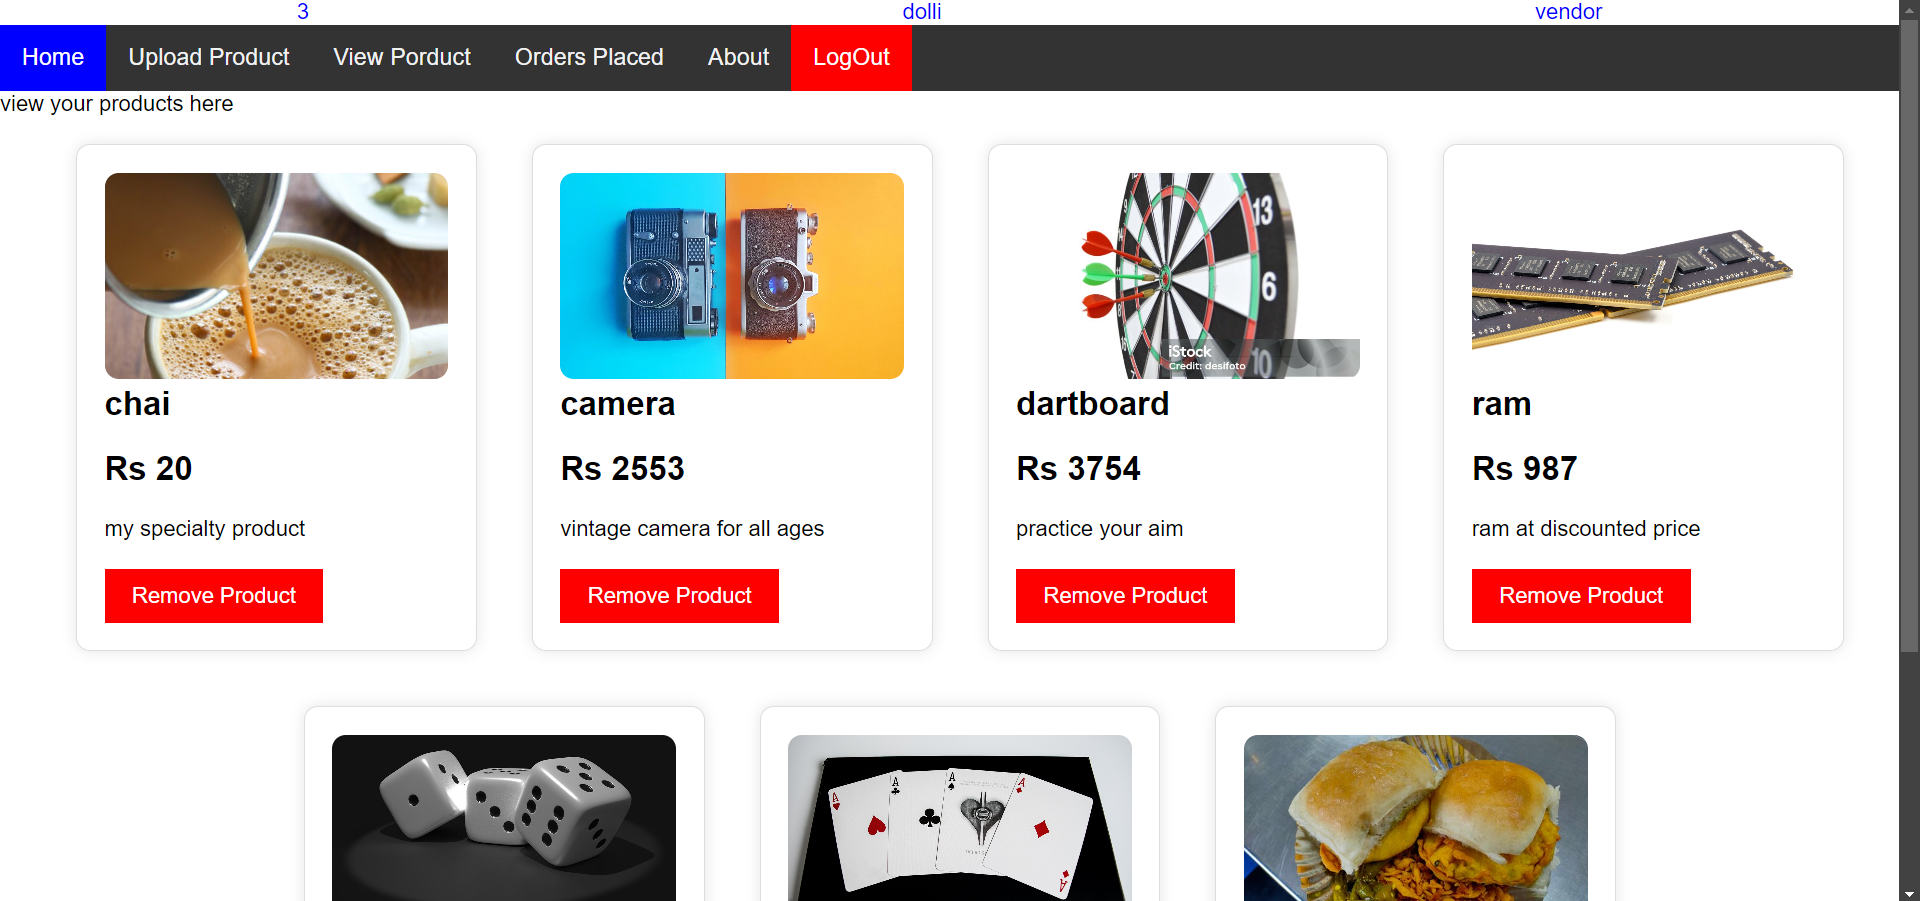 3 dolli vendor
Home Upload Product View Porduct Orders Placed About LogOut
view your products here
13
6
10
iStock
Credit: desifoto
chai camera dartboard ram
Rs 20 Rs 2553 Rs 3754 Rs 987
my specialty product vintage camera for all ages practice your aim ram at discounted price
Remove Product Remove Product Remove Product Remove Product
A A A A
A